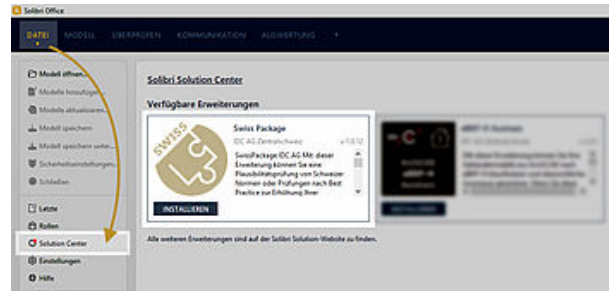 Solibri Office
DATEI MODELL ÜBERPRÜFEN KOMMUNIKATION AUSWERTUNG +
Modell öffnen...
Modelle hinzufügen...
Modelle aktualisieren...
Modell speichern
Modell speichern unter...
Sicherheitseinstellungen...
Schließen
Letzte
Rollen
Solution Center
Einstellungen
Hilfe
Solibri Solution Center
Verfügbare Erweiterungen
SWISS
Swiss Package
IDC AG Zentralschweiz v1.0.12
SwissPackage IDC AG Mit dieser
Erweiterung können Sie eine
Plausibilitätsprüfung von Schweizer
Normen oder Prüfungen nach Best
Practice zur Erhöhung Ihrer
INSTALLIEREN
Alle weiteren Erweiterungen sind auf der Solibri Solution-Website zu finden.